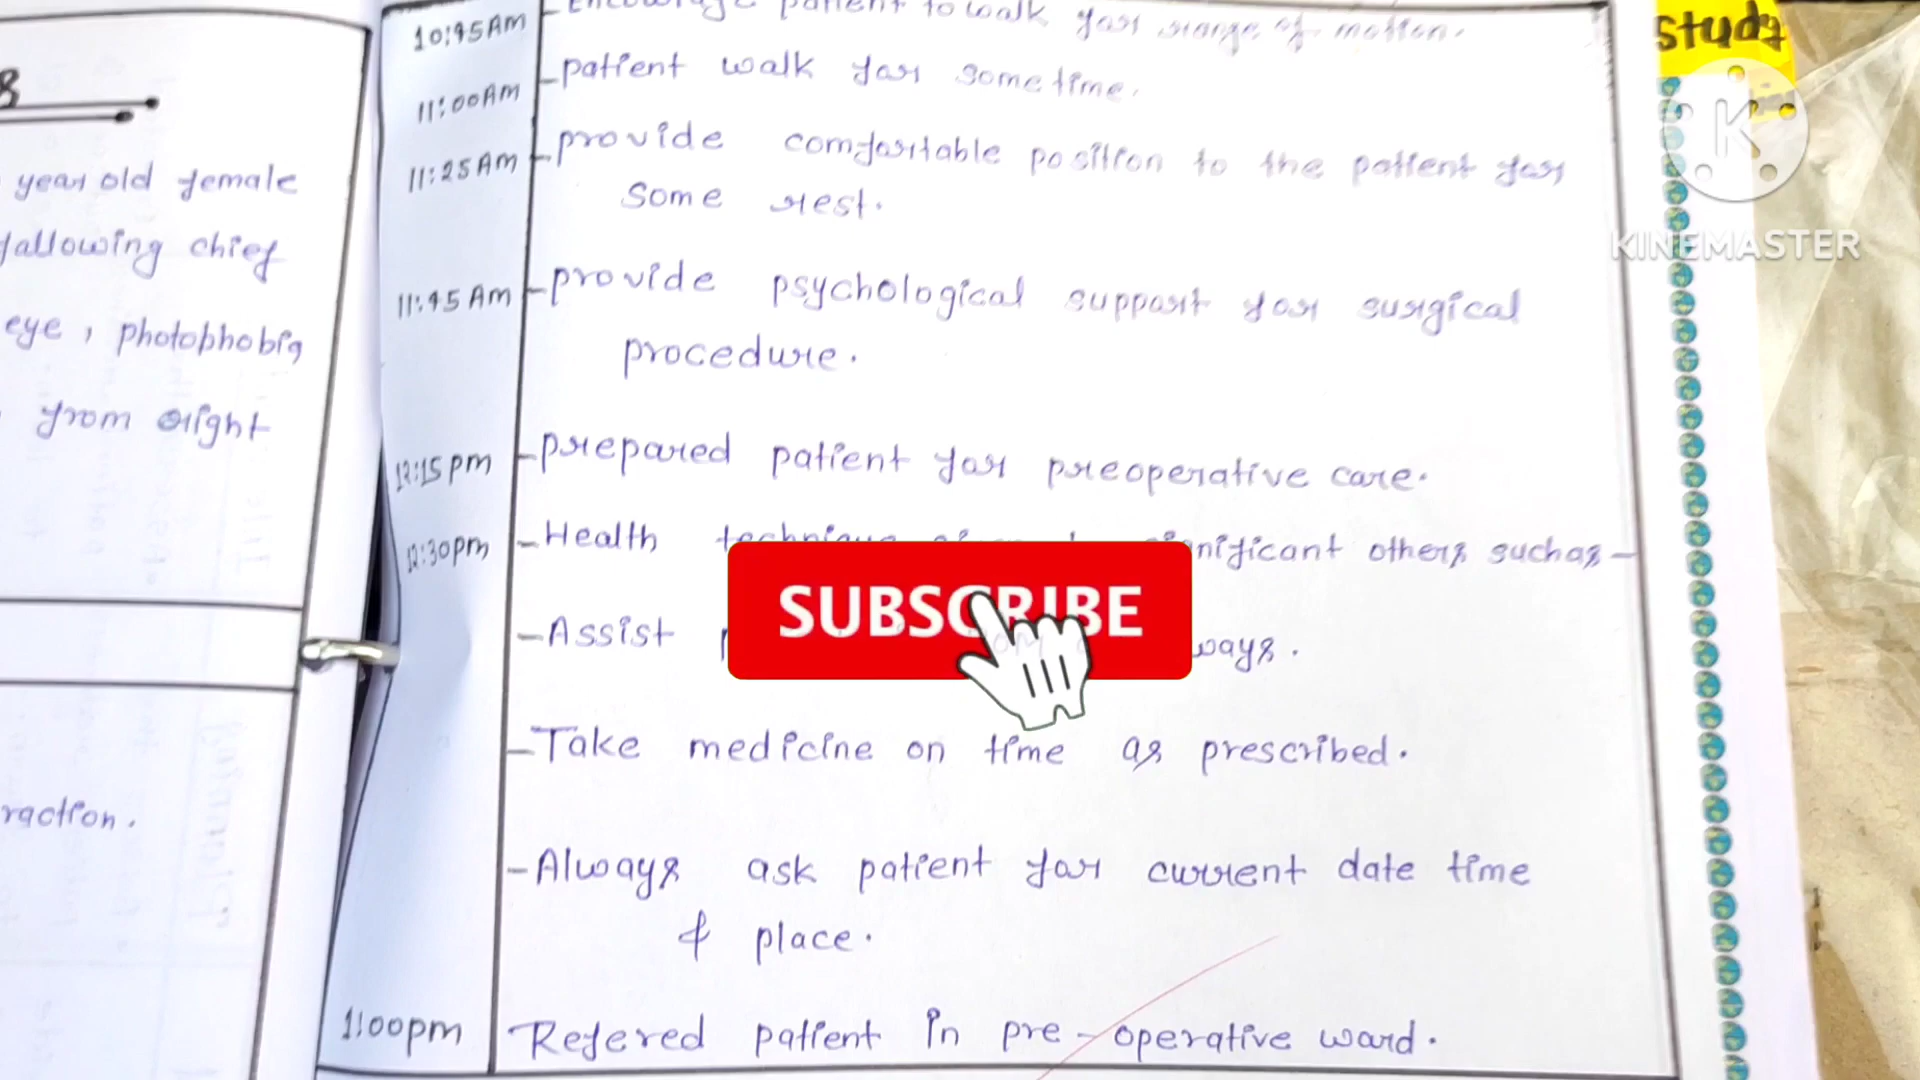 year old female
fallowing chief
eye, photobhobia
from right
raction.
10:45AM - Encourage patient to walk for range of motion.
11:00AM - patient walk for some time.
11:25AM - provide comfortable position to the patient for
some rest.
11:45 Am - provide psychological support for surgical
procedure.
12:15 pm - prepared patient for preoperative care.
12:30pm - Health technique significant others such as -
- Assist ways.
- Take medicine on time as prescribed.
- Always ask patient for current date time
& place.
1:00pm Refered patient in pre-operative ward.
Study
K
KINEMASTER
SUBSCRIBE